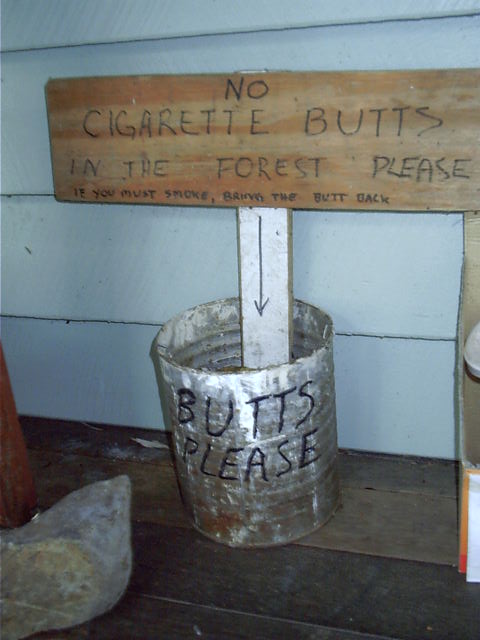 NO
CIGARETTE BUTTS
IN THE FOREST PLEASE
IF YOU MUST SMOKE, BRING THE BUTT BACK
BUTTS
PLEASE